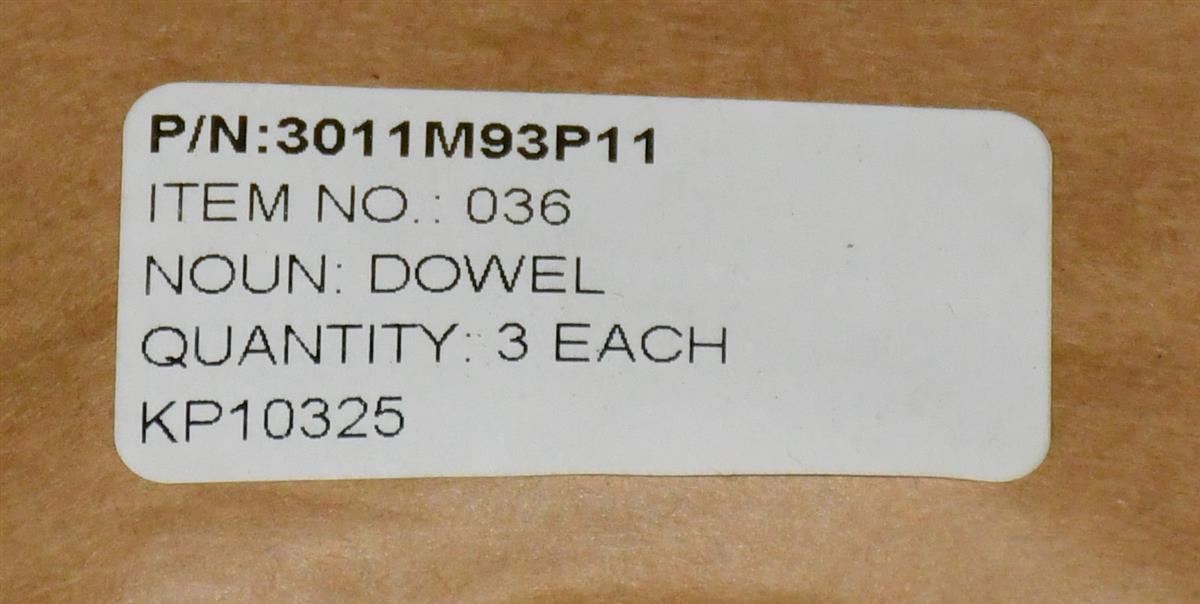 P/N:3011M93P11
ITEM NO.: 036
NOUN: DOWEL
QUANTITY: 3 EACH
KP10325